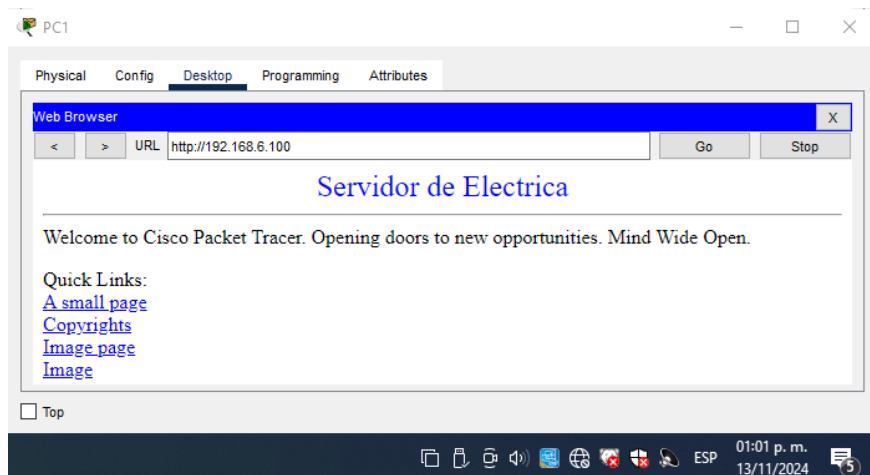 PC1
Physical Config Desktop Programming Attributes
Web Browser X
< > URL http://192.168.6.100 Go Stop
Servidor de Electrica
Welcome to Cisco Packet Tracer. Opening doors to new opportunities. Mind Wide Open.
Quick Links:
A small page
Copyrights
Image page
Image
Top
ESP 01:01 p. m.
13/11/2024 5